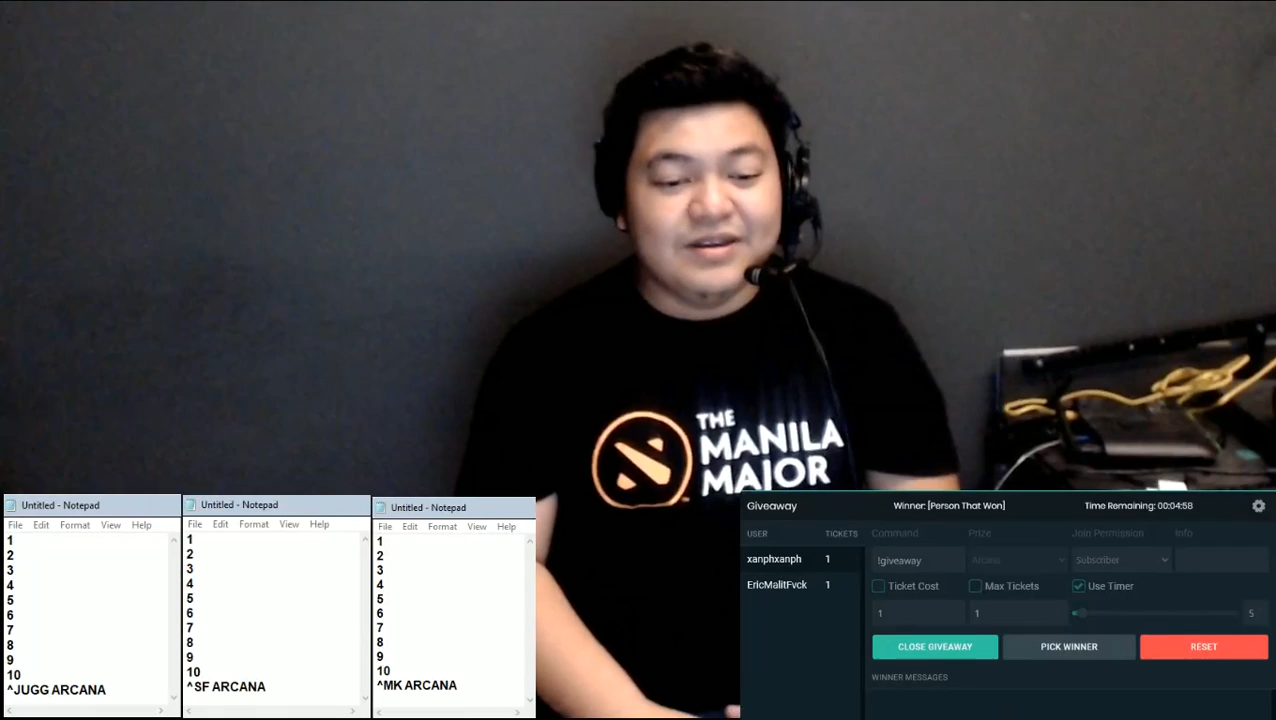 THE
MANILA
MAJOR
Untitled - Notepad
File Edit Format View Help
1
2
3
4
5
6
7
8
9
10
^JUGG ARCANA
Untitled - Notepad
File Edit Format View Help
1
2
3
4
5
6
7
8
9
10
^SF ARCANA
Untitled - Notepad
File Edit Format View Help
1
2
3
4
5
6
7
8
9
10
^MK ARCANA
Giveaway Winner: [Person That Won] Time Remaining: 00:04:58
USER TICKETS
xanphxanph 1
EricMalitFvck 1
Command Prize Join Permission Info
!giveaway Arcana Subscriber
Ticket Cost Max Tickets Use Timer
1 1 5
CLOSE GIVEAWAY PICK WINNER RESET
WINNER MESSAGES